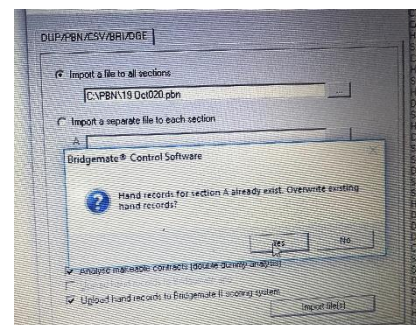 DUP/PBN/CSV/BRI/DGE
Import a file to all sections
C:\PBN\19 Oct020.pbn
...
Import a separate file to each section
A
Bridgemate® Control Software
Hand records for section A already exist. Overwrite existing
hand records?
Yes
No
Analyse makeable contracts (double dummy analysis)
Upload hand records to Bridgemate II scoring system
Import file(s)